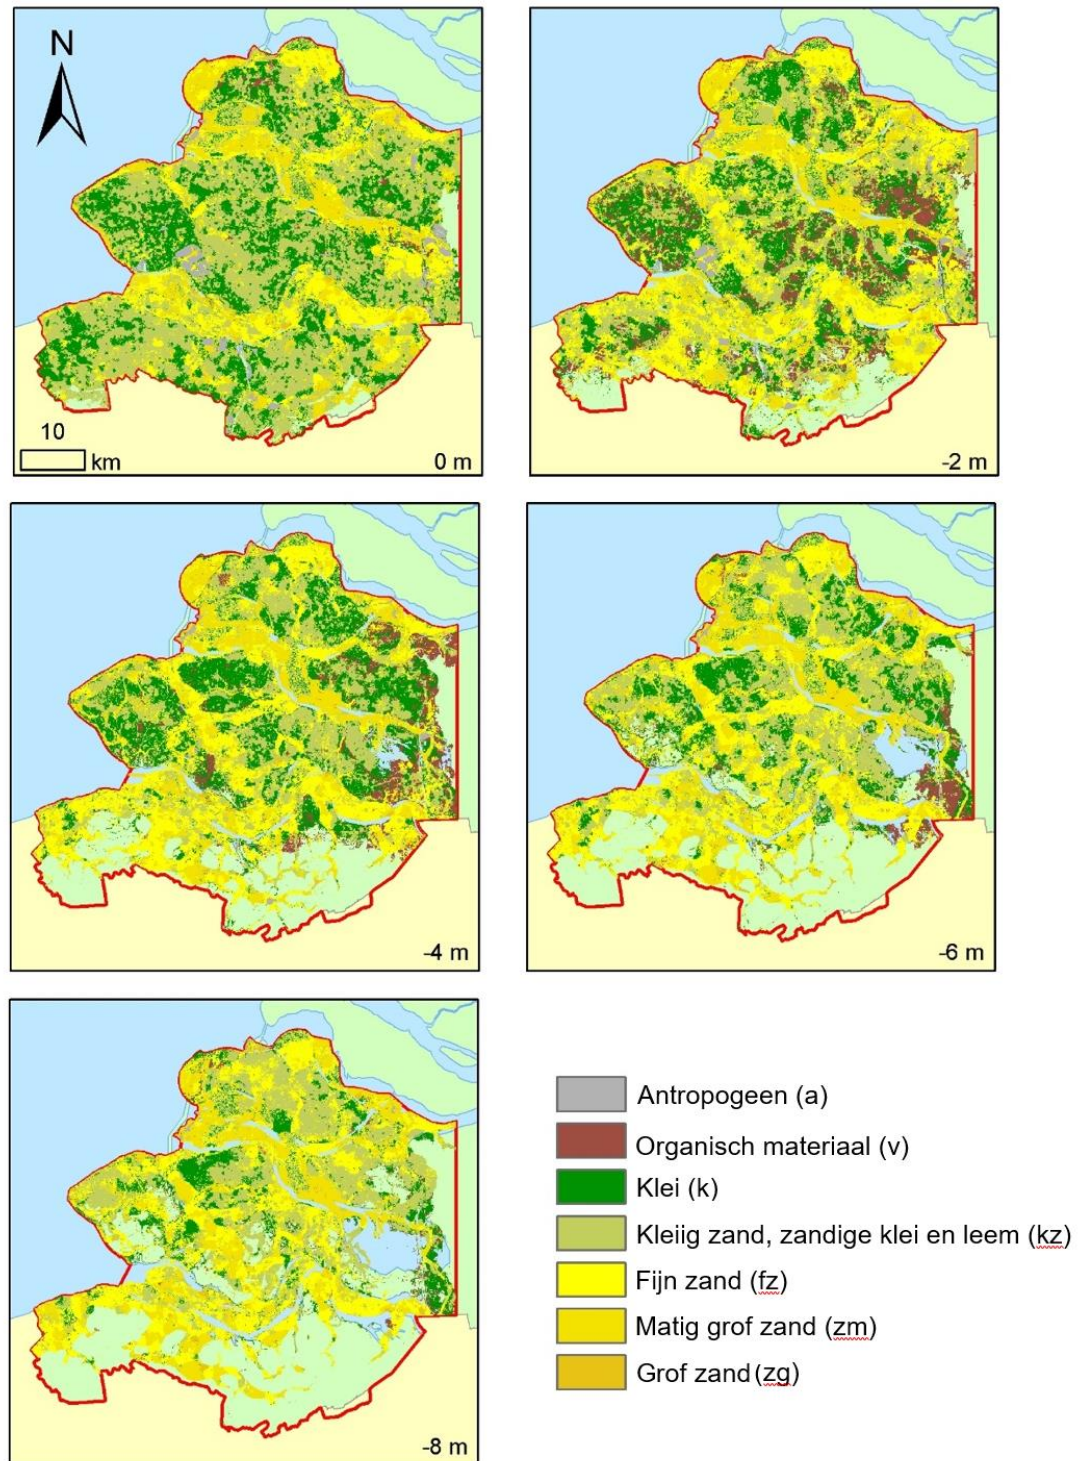 N
10
km
0 m
-2 m
-4 m
-6 m
-8 m
Antropogeen (a)
Organisch materiaal (v)
Klei (k)
Kleiig zand, zandige klei en leem (kz)
Fijn zand (fz)
Matig grof zand (zm)
Grof zand (zg)